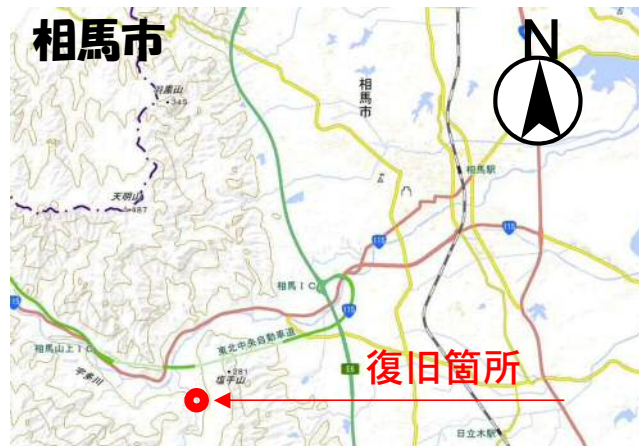 相馬市
N
羽黒山
・345
相馬市
天明山
・487
相馬駅
115
115
相馬IC
115
115
東北中央自動車道
相馬山上IC
宇多川
・281
塩手山
E6
復旧箇所
日立木駅